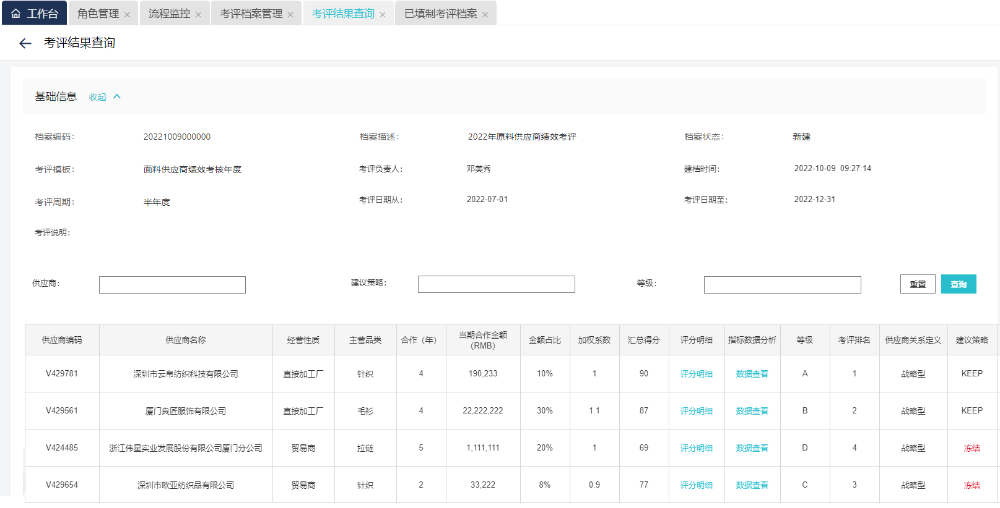 工作台 角色管理 × 流程监控 × 考评档案管理 × 考评结果查询 × 已填制考评档案 ×
考评结果查询
基础信息 收起
档案编码： 20221009000000 档案描述： 2022年原料供应商绩效考评 档案状态： 新建
考评模板： 面料供应商绩效考核年度 考评负责人： 邓美秀 建档时间： 2022-10-09 09:27:14
考评周期： 半年度 考评日期从： 2022-07-01 考评日期至： 2022-12-31
考评说明：
供应商： 建议策略： 等级： 重置 查询
供应商编码 供应商名称 经营性质 主营品类 合作（年） 当期合作金额（RMB） 金额占比 加权系数 汇总得分 评分明细 指标数据分析 等级 考评排名 供应商关系定义 建议策略
V429781 深圳市云帛纺织科技有限公司 直接加工厂 针织 4 190,233 10% 1 90 评分明细 数据查看 A 1 战略型 KEEP
V429561 厦门良匠服饰有限公司 直接加工厂 毛衫 4 22,222,222 30% 1.1 87 评分明细 数据查看 B 2 战略型 KEEP
V424485 浙江伟星实业发展股份有限公司厦门分公司 贸易商 拉链 5 1,111,111 20% 1 69 评分明细 数据查看 D 4 战略型 冻结
V429654 深圳市欧亚纺织品有限公司 贸易商 针织 2 33,222 8% 0.9 77 评分明细 数据查看 C 3 战略型 冻结